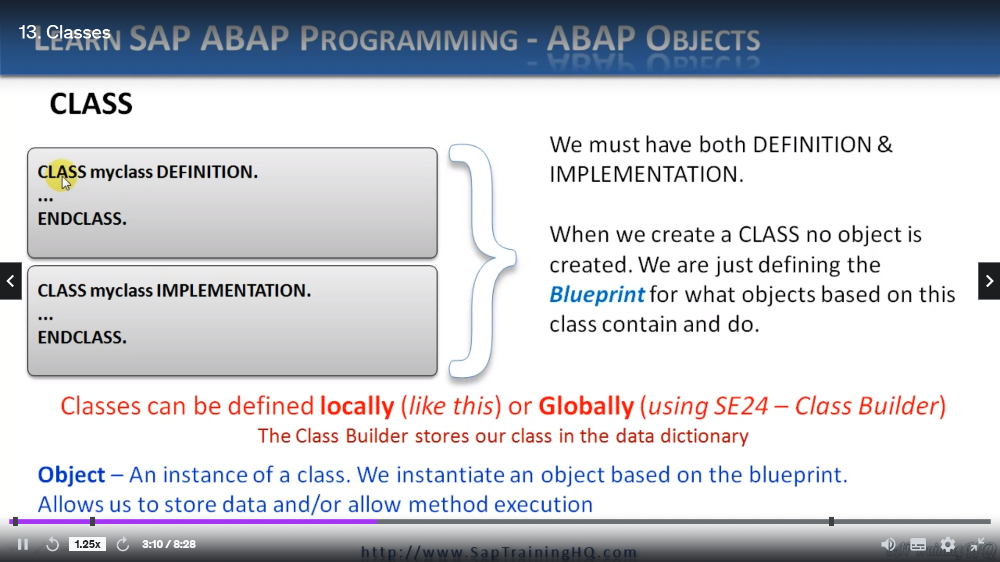 13. Classes
LEARN SAP ABAP PROGRAMMING - ABAP OBJECTS
CLASS
CLASS myclass DEFINITION.
...
ENDCLASS.
CLASS myclass IMPLEMENTATION.
...
ENDCLASS.
We must have both DEFINITION &
IMPLEMENTATION.
When we create a CLASS no object is
created. We are just defining the
Blueprint for what objects based on this
class contain and do.
Classes can be defined locally (like this) or Globally (using SE24 – Class Builder)
The Class Builder stores our class in the data dictionary
Object – An instance of a class. We instantiate an object based on the blueprint.
Allows us to store data and/or allow method execution
1.25x
3:10 / 8:28
http://www.SapTrainingHQ.com